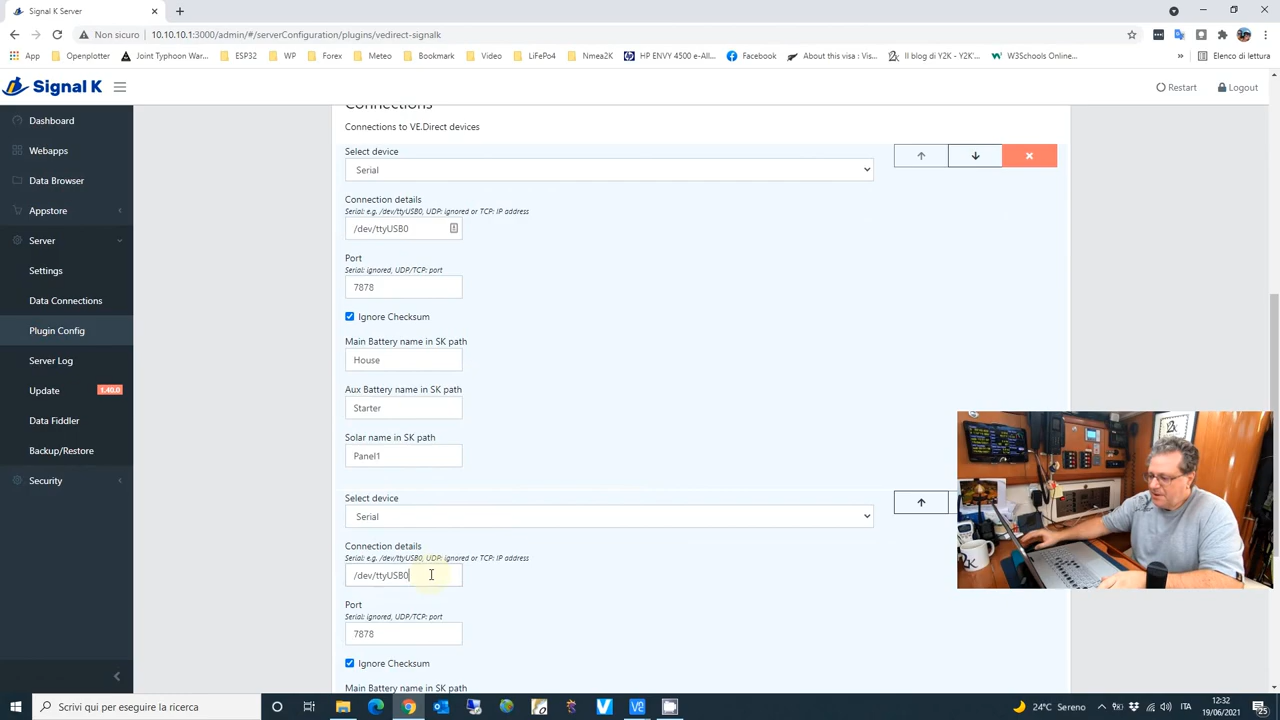 Signal K Server
Non sicuro
10.10.10.1:3000/admin/#/serverConfiguration/plugins/vedirect-signalk
App
Openplotter
Joint Typhoon War...
ESP32
WP
Forex
Meteo
Bookmark
Video
LiFePo4
Nmea2K
HP ENVY 4500 e-All...
Facebook
About this visa : Vis...
Il blog di Y2K - Y2K'...
W3Schools Online...
»
Elenco di lettura
Signal K
Restart
Logout
Dashboard
Webapps
Data Browser
Appstore
Server
Settings
Data Connections
Plugin Config
Server Log
Update
1.40.0
Data Fiddler
Backup/Restore
Security
Connections
Connections to VE.Direct devices
Select device
Serial
Connection details
Serial: e.g. /dev/ttyUSB0, UDP: ignored or TCP: IP address
/dev/ttyUSB0
Port
Serial: ignored, UDP/TCP: port
7878
Ignore Checksum
Main Battery name in SK path
House
Aux Battery name in SK path
Starter
Solar name in SK path
Panel1
Select device
Serial
Connection details
Serial: e.g. /dev/ttyUSB0, UDP: ignored or TCP: IP address
/dev/ttyUSB0
Port
Serial: ignored, UDP/TCP: port
7878
Ignore Checksum
Main Battery name in SK path
Scrivi qui per eseguire la ricerca
24°C Sereno
12:32
19/06/2021
25